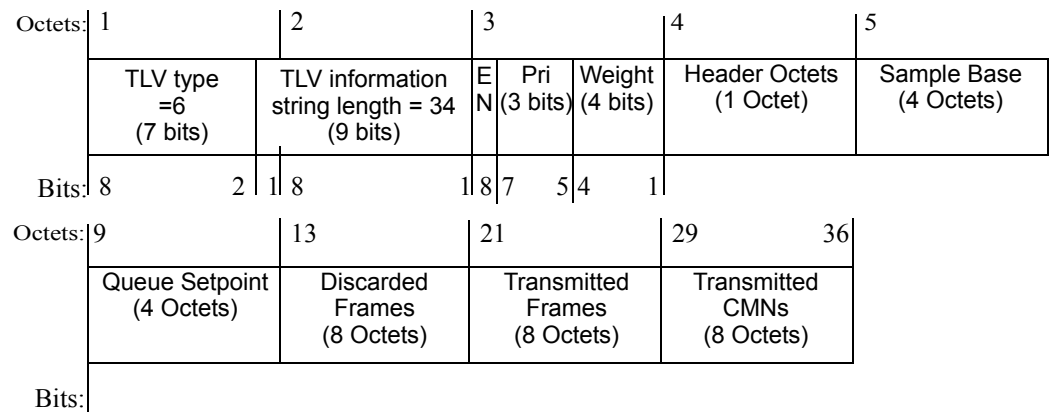 Octets: 1 2 3 4 5
TLV type TLV information E Pri Weight Header Octets Sample Base
=6 string length = 34 N (3 bits) (4 bits) (1 Octet) (4 Octets)
(7 bits) (9 bits)
Bits: 8 2 1 8 1 8 7 5 4 1
Octets: 9 13 21 29 36
Queue Setpoint Discarded Transmitted Transmitted
(4 Octets) Frames Frames CMNs
(8 Octets) (8 Octets) (8 Octets)
Bits: